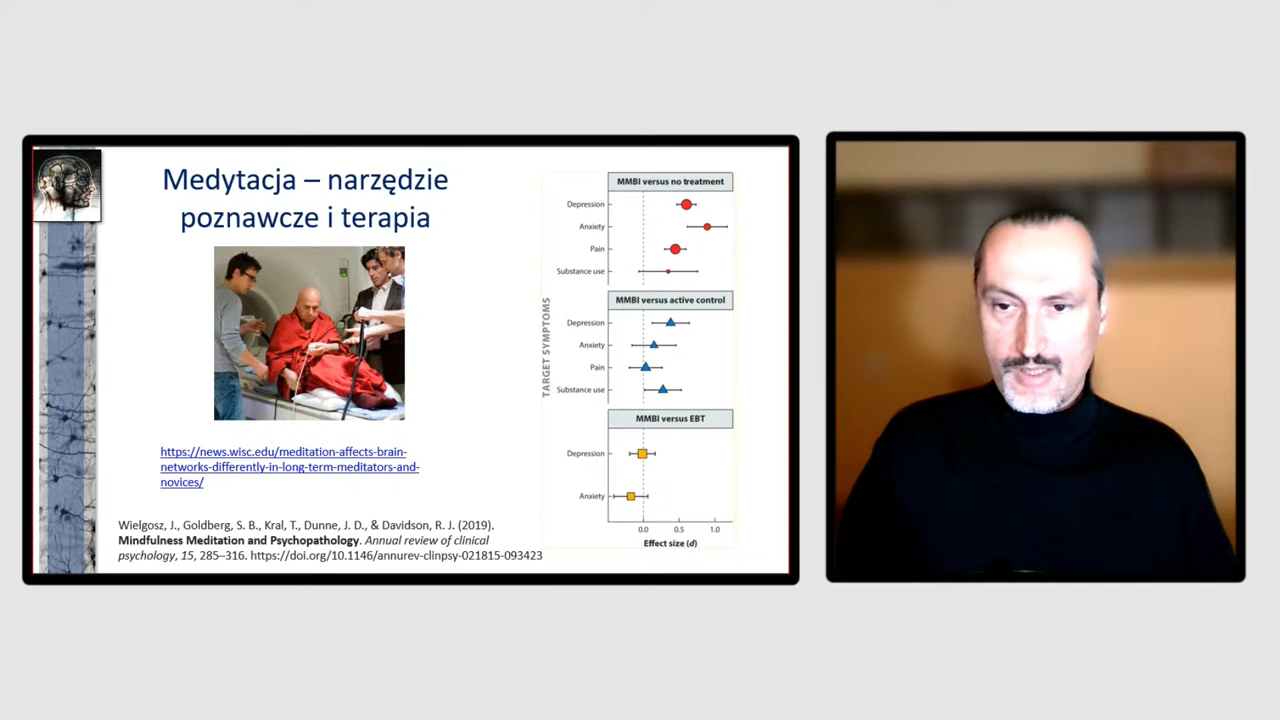 Medytacja – narzędzie
poznawcze i terapia
https://news.wisc.edu/meditation-affects-brain-
networks-differently-in-long-term-meditators-and-
novices/
Wielgosz, J., Goldberg, S. B., Kral, T., Dunne, J. D., & Davidson, R. J. (2019).
Mindfulness Meditation and Psychopathology. Annual review of clinical
psychology, 15, 285–316. https://doi.org/10.1146/annurev-clinpsy-021815-093423
TARGET SYMPTOMS
MMBI versus no treatment
Depression
Anxiety
Pain
Substance use
MMBI versus active control
Depression
Anxiety
Pain
Substance use
MMBI versus EBT
Depression
Anxiety
0.0 0.5 1.0
Effect size (d)